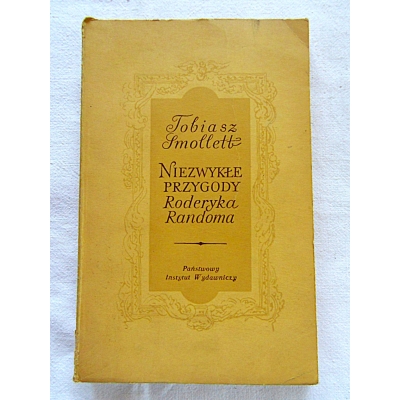 Tobiasz
Smollett
NIEZWYKŁE
PRZYGODY
Roderyka
Randoma
Państwowy
Instytut Wydawniczy